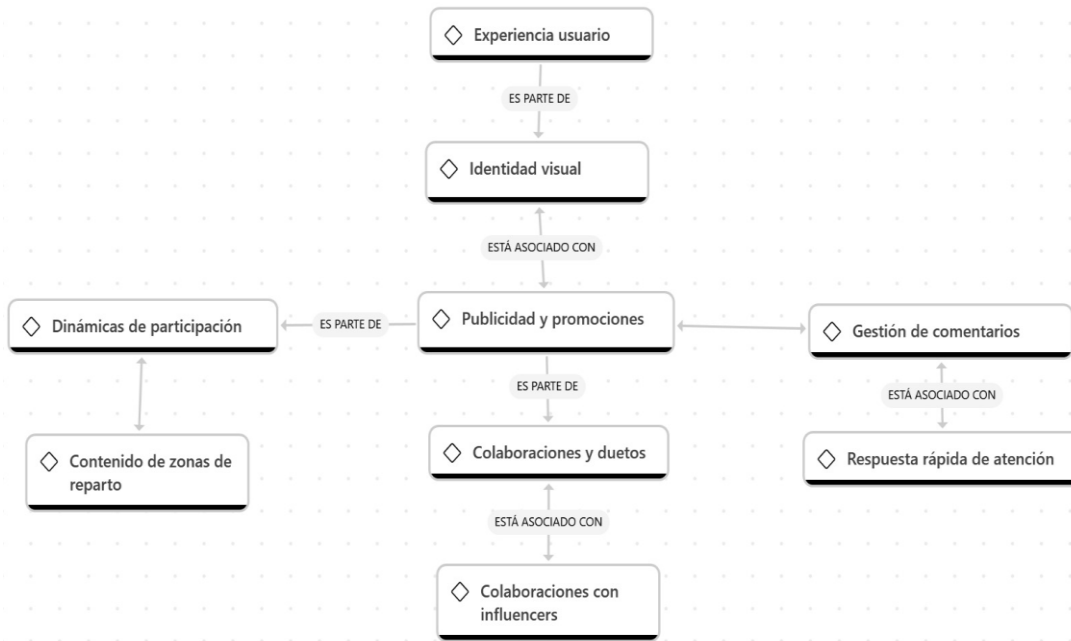 Experiencia usuario
ES PARTE DE
Identidad visual
ESTÁ ASOCIADO CON
Dinámicas de participación
ES PARTE DE
Publicidad y promociones
Gestión de comentarios
ES PARTE DE
ESTÁ ASOCIADO CON
Contenido de zonas de
reparto
Colaboraciones y duetos
Respuesta rápida de atención
ESTÁ ASOCIADO CON
Colaboraciones con
influencers